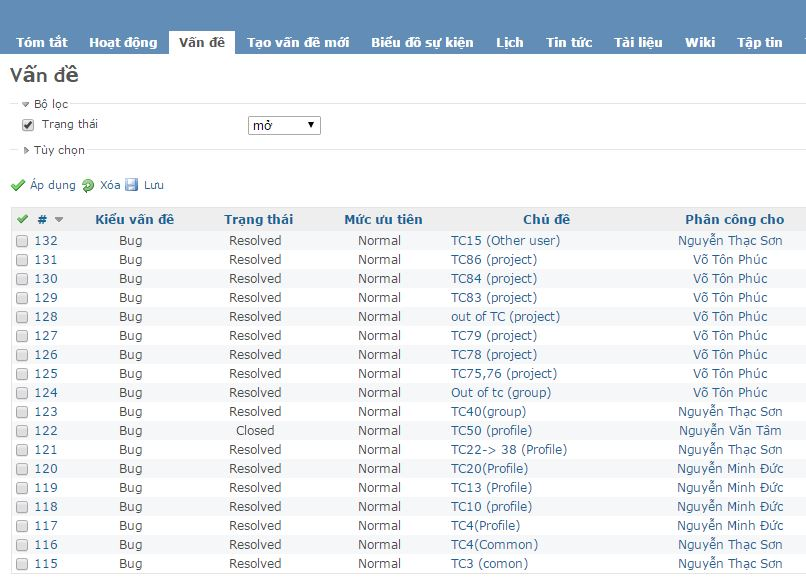 Tóm tắt Hoạt động Vấn đề Tạo vấn đề mới Biểu đồ sự kiện Lịch Tin tức Tài liệu Wiki Tập tin
Vấn đề
Bộ lọc
Trạng thái mở
Tùy chọn
Áp dụng Xóa Lưu
# Kiểu vấn đề Trạng thái Mức ưu tiên Chủ đề Phân công cho
132 Bug Resolved Normal TC15 (Other user) Nguyễn Thạc Sơn
131 Bug Resolved Normal TC86 (project) Võ Tôn Phúc
130 Bug Resolved Normal TC84 (project) Võ Tôn Phúc
129 Bug Resolved Normal TC83 (project) Võ Tôn Phúc
128 Bug Resolved Normal out of TC (project) Võ Tôn Phúc
127 Bug Resolved Normal TC79 (project) Võ Tôn Phúc
126 Bug Resolved Normal TC78 (project) Võ Tôn Phúc
125 Bug Resolved Normal TC75,76 (project) Võ Tôn Phúc
124 Bug Resolved Normal Out of tc (group) Võ Tôn Phúc
123 Bug Resolved Normal TC40(group) Nguyễn Thạc Sơn
122 Bug Closed Normal TC50 (profile) Nguyễn Văn Tâm
121 Bug Resolved Normal TC22-> 38 (Profile) Nguyễn Thạc Sơn
120 Bug Resolved Normal TC20(Profile) Nguyễn Minh Đức
119 Bug Resolved Normal TC13 (Profile) Nguyễn Minh Đức
118 Bug Resolved Normal TC10 (profile) Nguyễn Minh Đức
117 Bug Resolved Normal TC4(Profile) Nguyễn Minh Đức
116 Bug Resolved Normal TC4(Common) Nguyễn Thạc Sơn
115 Bug Resolved Normal TC3 (comon) Nguyễn Thạc Sơn